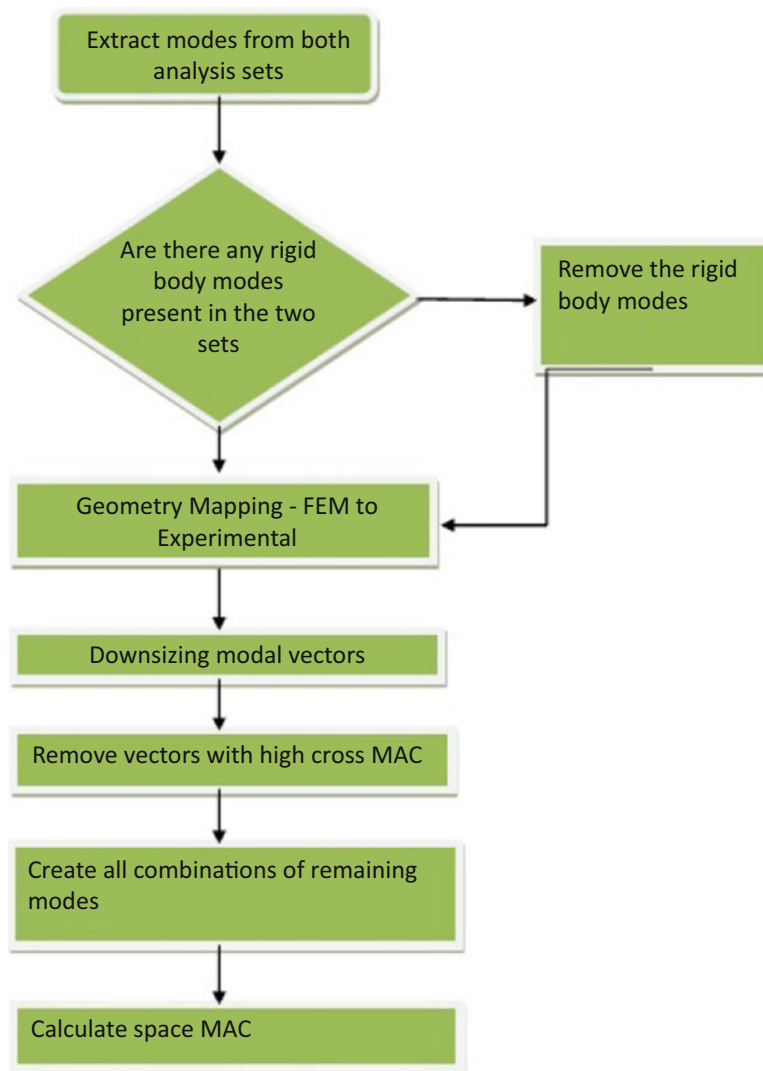 Extract modes from both
analysis sets
Are there any rigid
body modes
present in the two
sets
Remove the rigid
body modes
Geometry Mapping - FEM to
Experimental
Downsizing modal vectors
Remove vectors with high cross MAC
Create all combinations of remaining
modes
Calculate space MAC